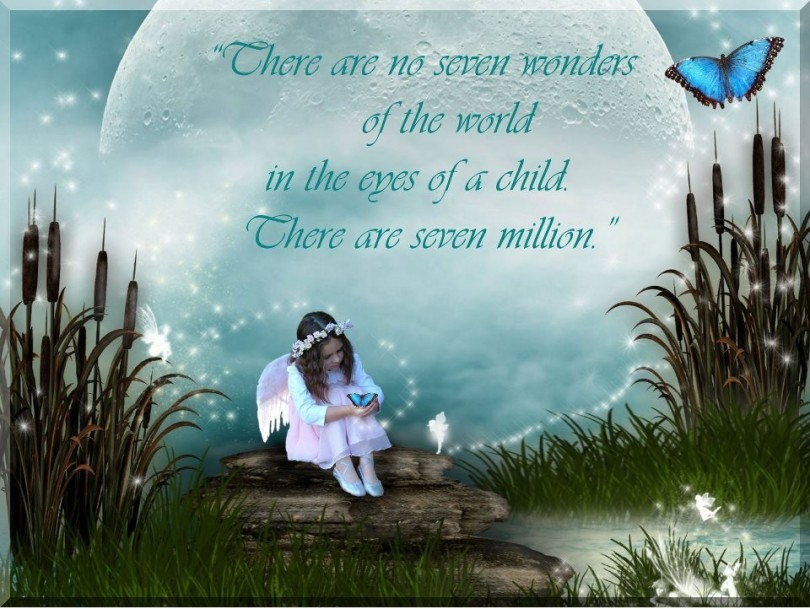 “There are no seven wonders
of the world
in the eyes of a child.
There are seven million.”